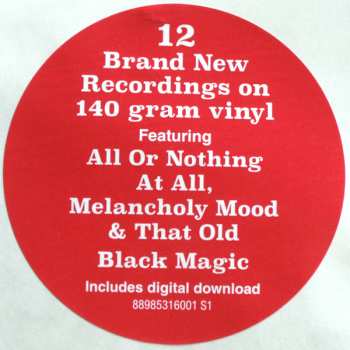 12
Brand New
Recordings on
140 gram vinyl
Featuring
All Or Nothing
At All,
Melancholy Mood
& That Old
Black Magic
Includes digital download
88985316001 S1